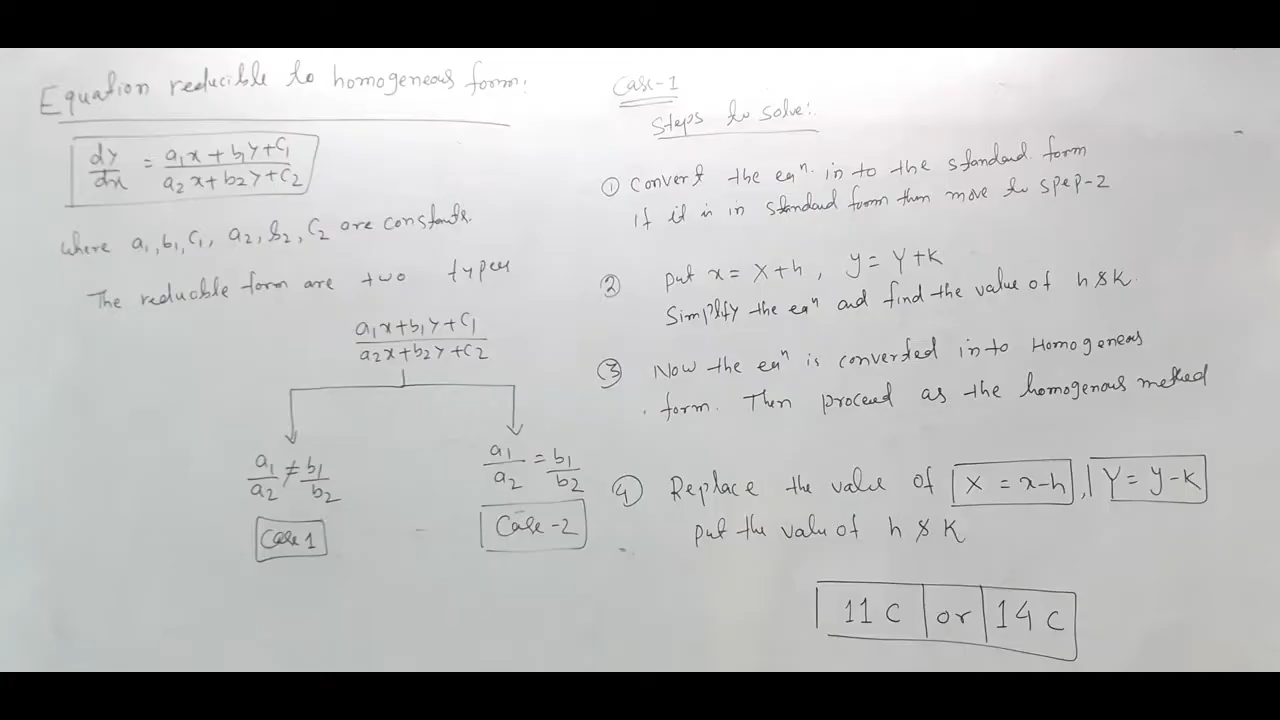 Equation reducible to homogeneous form:
dy/dx = a₁x + b₁y + c₁ / a₂x + b₂y + c₂
where a₁, b₁, c₁, a₂, b₂, c₂ are constants.
The reducible form are two types
a₁x + b₁y + c₁ / a₂x + b₂y + c₂
a₁/a₂ ≠ b₁/b₂
Case 1
a₁/a₂ = b₁/b₂
Case-2
Case-1
Steps to solve:
① Convert the eqⁿ. in to the standard form
If it is in standard form then move to spep-2
② put x = X+h, y = Y+k
Simplify the eqⁿ and find the value of h & k.
③ Now the eqⁿ is converted in to Homogeneas
form. Then proceed as the homogenous method
④ Replace the value of X = x-h, Y = y-k
put the value of h & k
11 c or 14 c